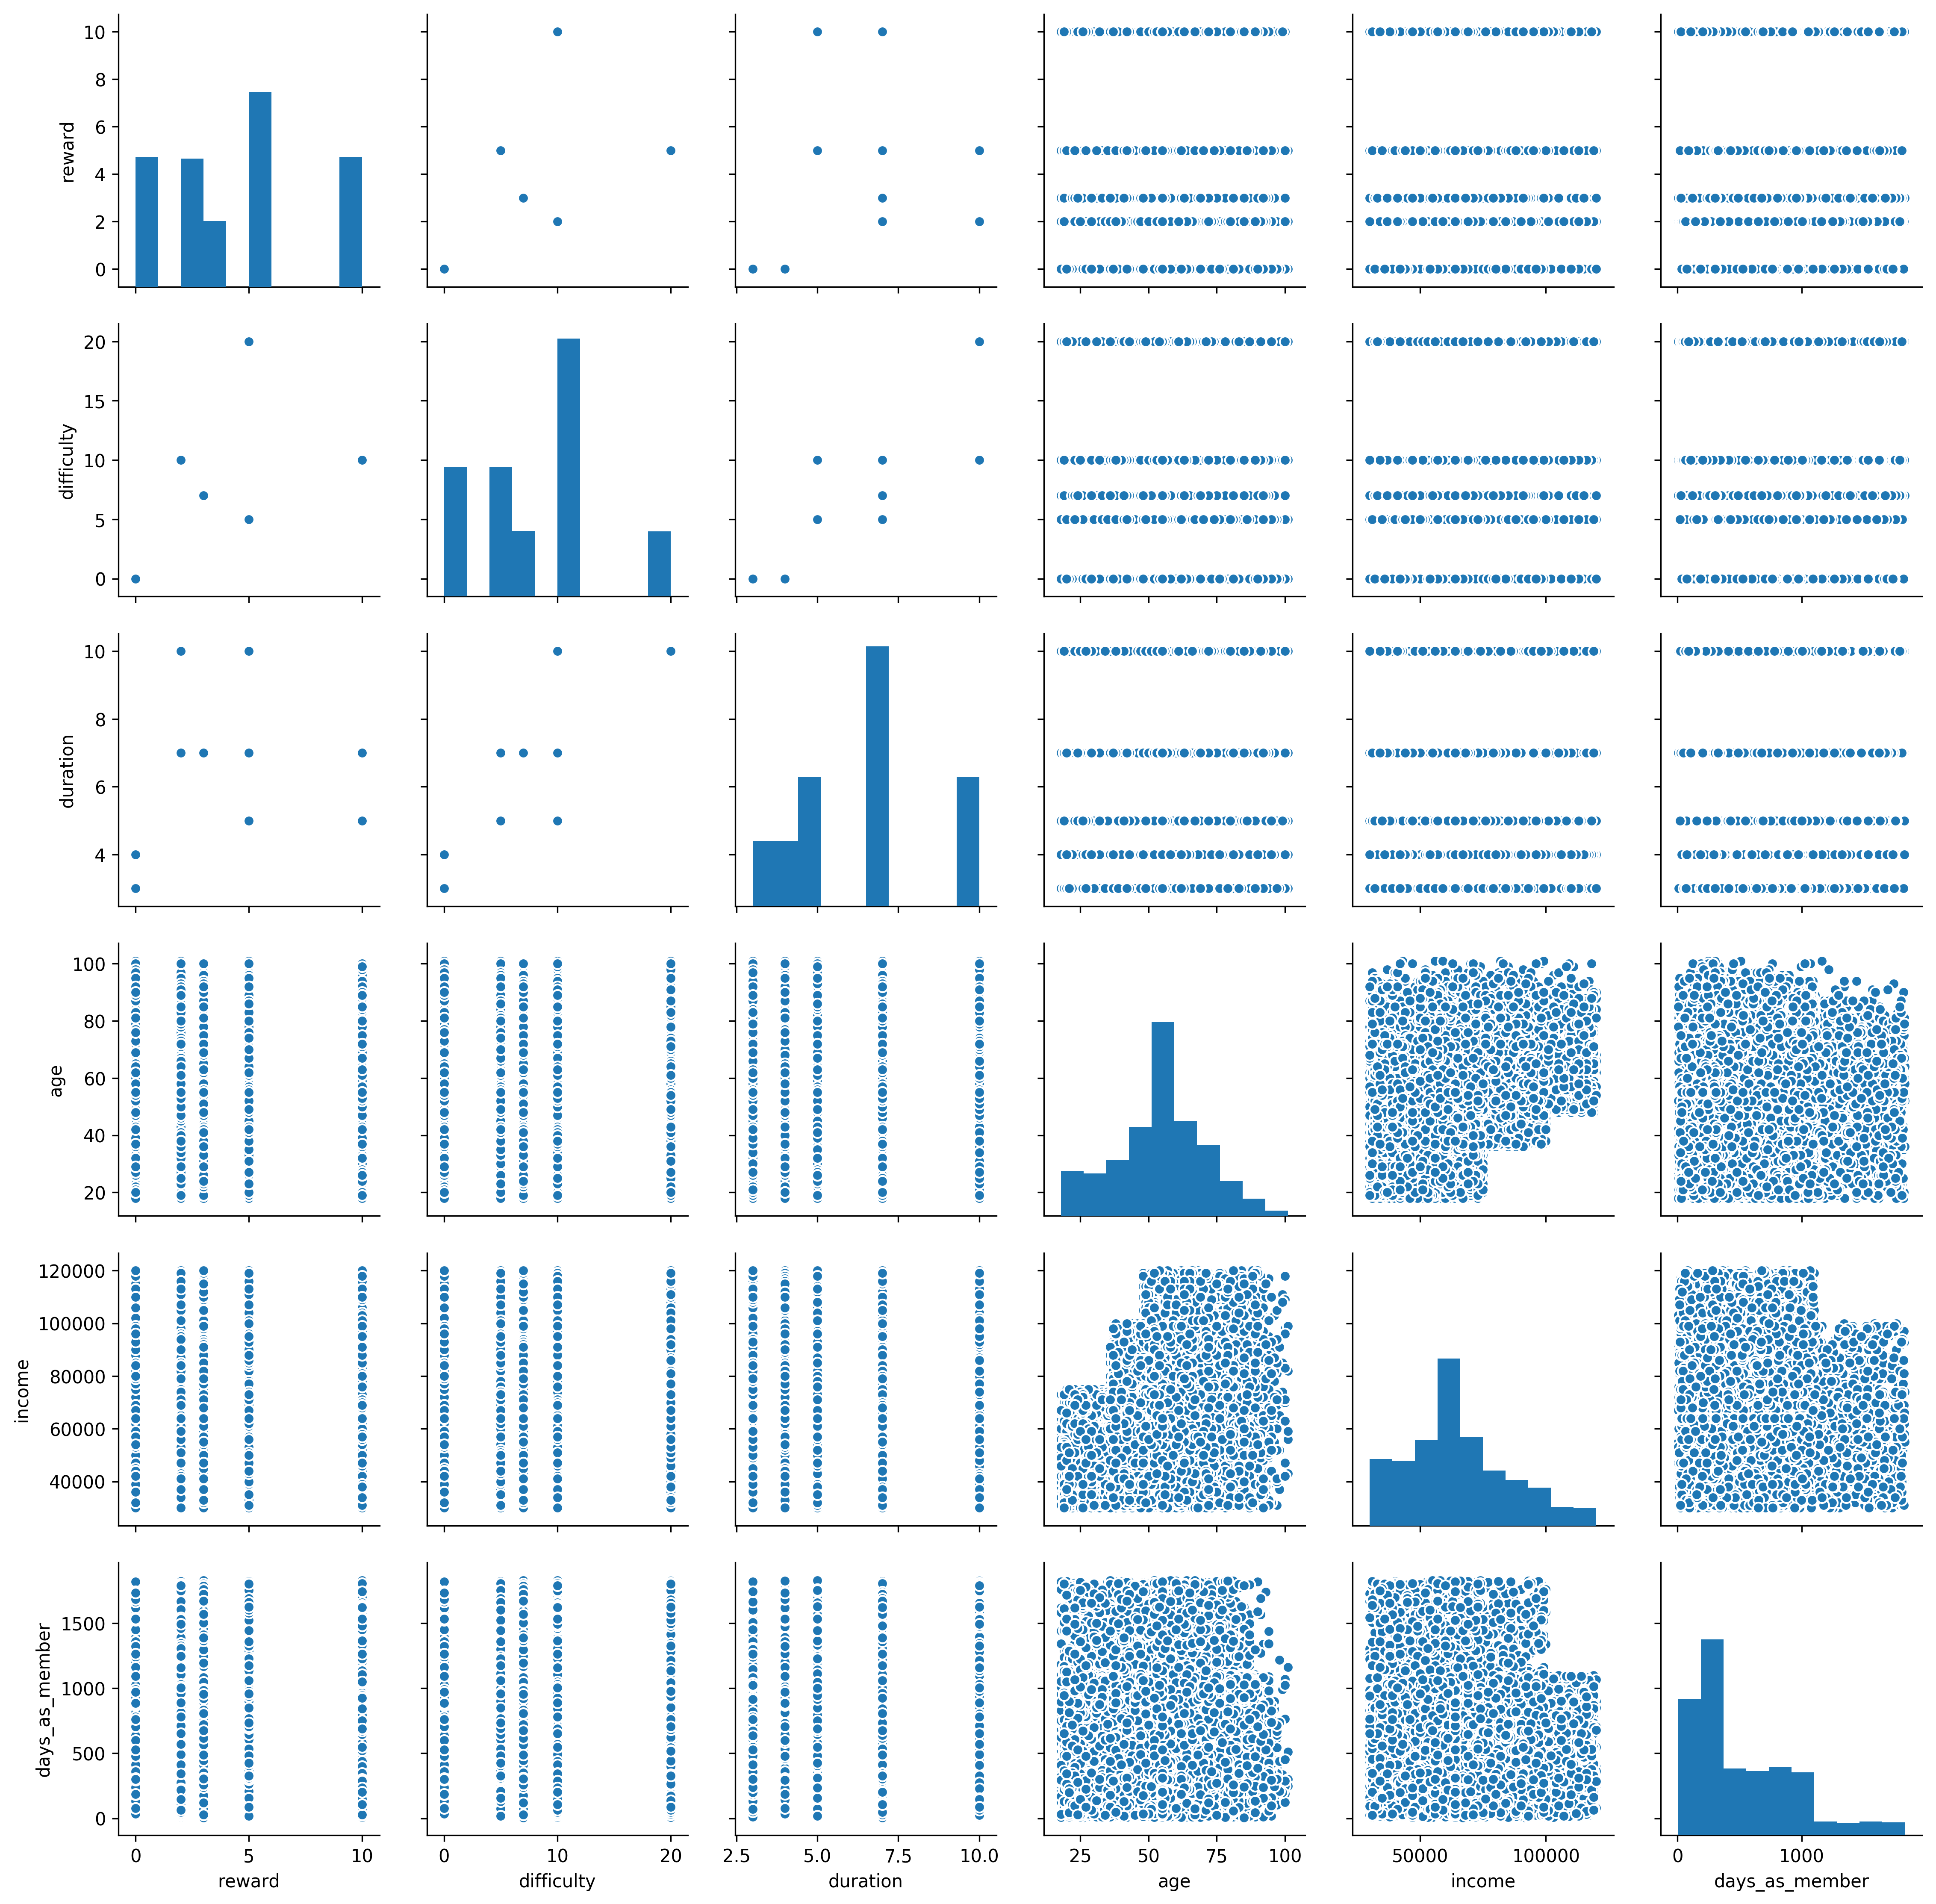 10
8
6
4
2
0
reward
20
15
10
5
0
difficulty
10
8
6
4
duration
100
80
60
40
20
age
120000
100000
80000
60000
40000
income
1500
1000
500
0
days_as_member
0 5 10
0 10 20
2.5 5.0 7.5 10.0
25 50 75 100
50000 100000
0 1000
reward difficulty duration age income days_as_member